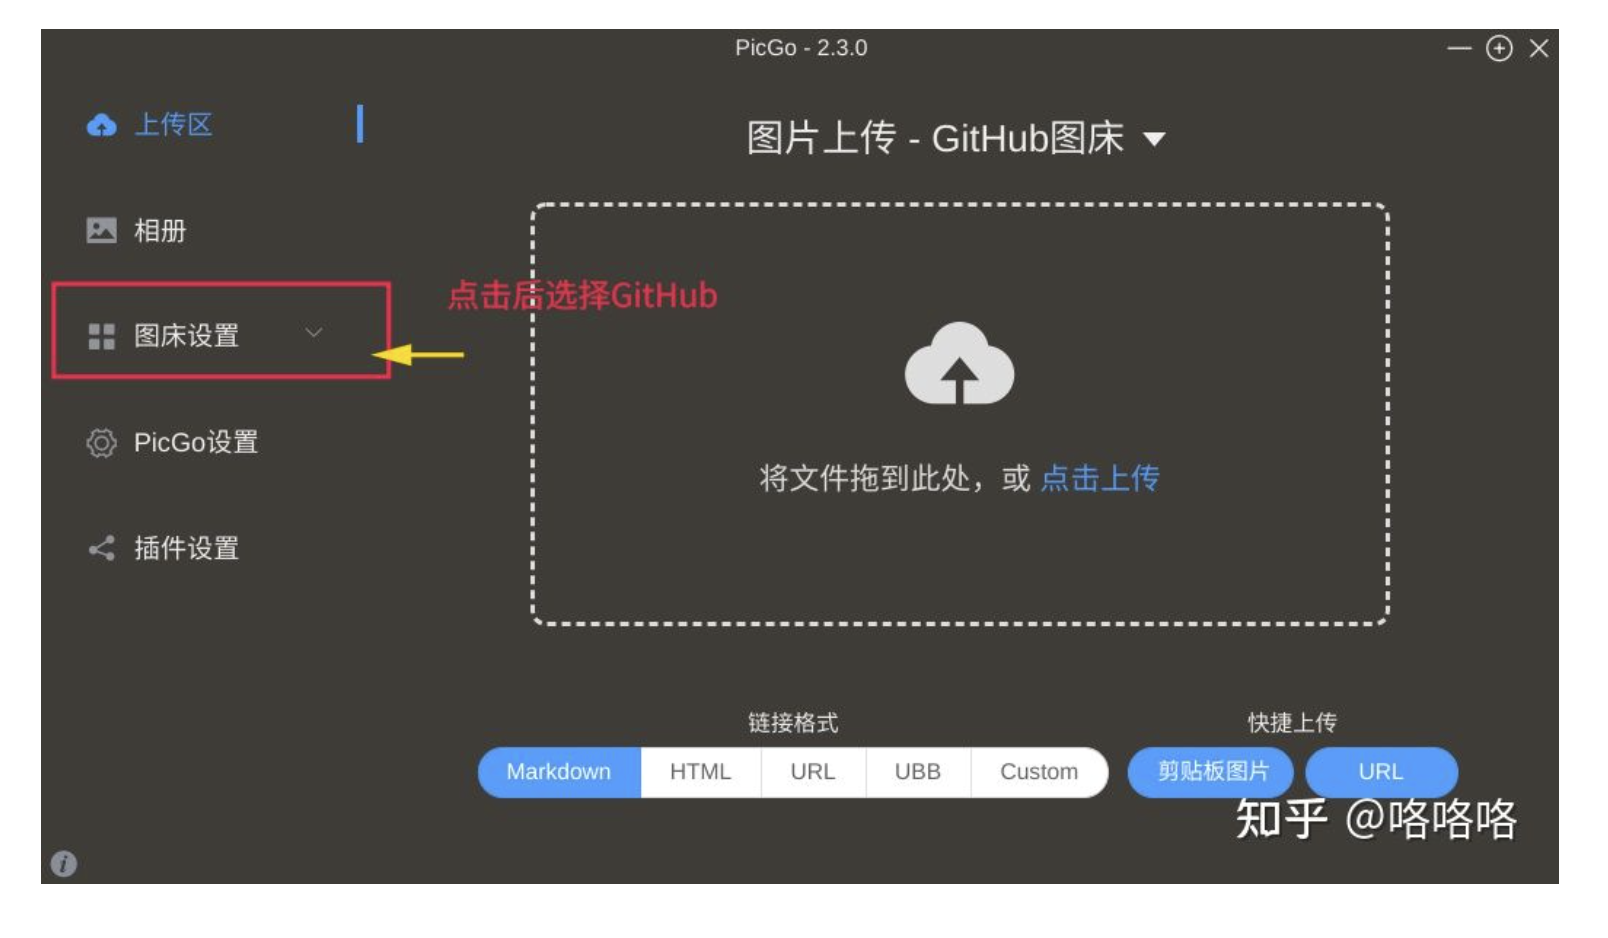 PicGo - 2.3.0
上传区
图片上传 - GitHub图床
相册
点击后选择GitHub
图床设置
PicGo设置
将文件拖到此处，或 点击上传
插件设置
链接格式
快捷上传
Markdown HTML URL UBB Custom 剪贴板图片 URL
知乎 @咯咯咯